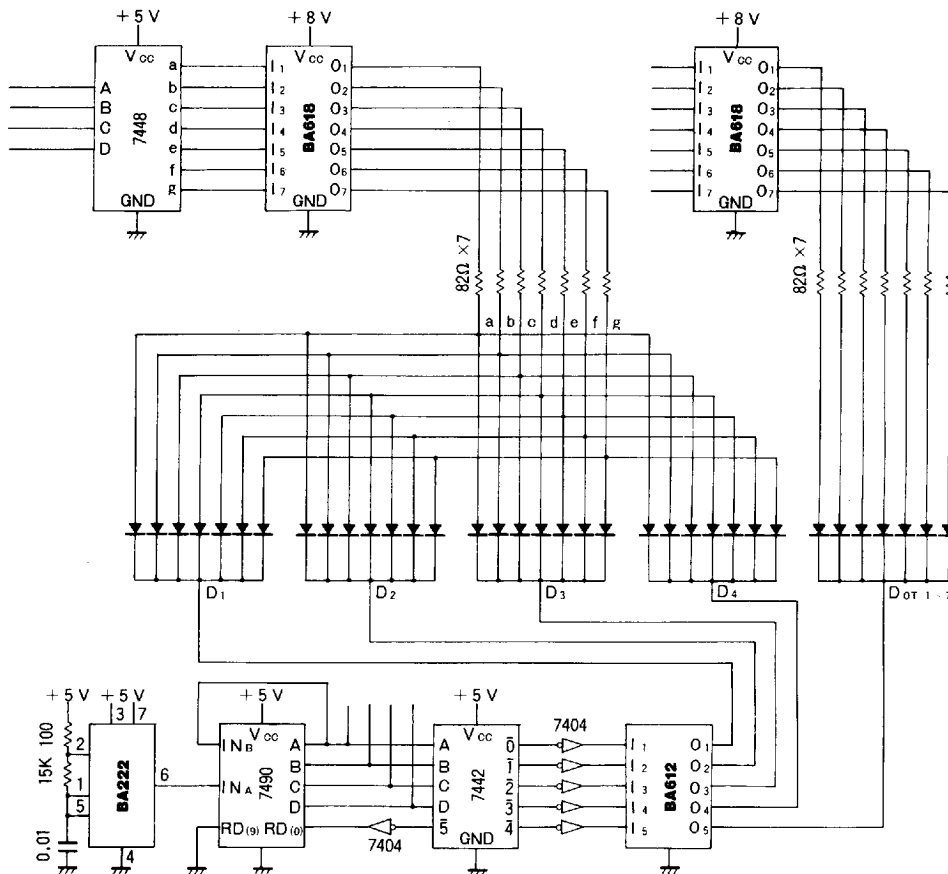 +5 V
+8 V
+8 V
Vcc
A
B
C
D
7448
a
b
c
d
e
f
g
GND
Vcc
I1
I2
I3
I4
I5
I6
I7
BA618
O1
O2
O3
O4
O5
O6
O7
GND
Vcc
I1
I2
I3
I4
I5
I6
I7
BA618
O1
O2
O3
O4
O5
O6
O7
GND
82Ω ×7
82Ω ×7
a b c d e f g
D1
D2
D3
D4
+5 V
+5 V
3 7
100
15K
0.01
2
1
5
BA222
6
4
+5 V
Vcc
INB
INA
RD(9)
7490
A
B
C
D
RD(0)
7404
+5 V
Vcc
A
B
C
D
5̄
7442
0̄
1̄
2̄
3̄
4̄
GND
7404
I1
I2
I3
I4
I5
BA612
O1
O2
O3
O4
O5